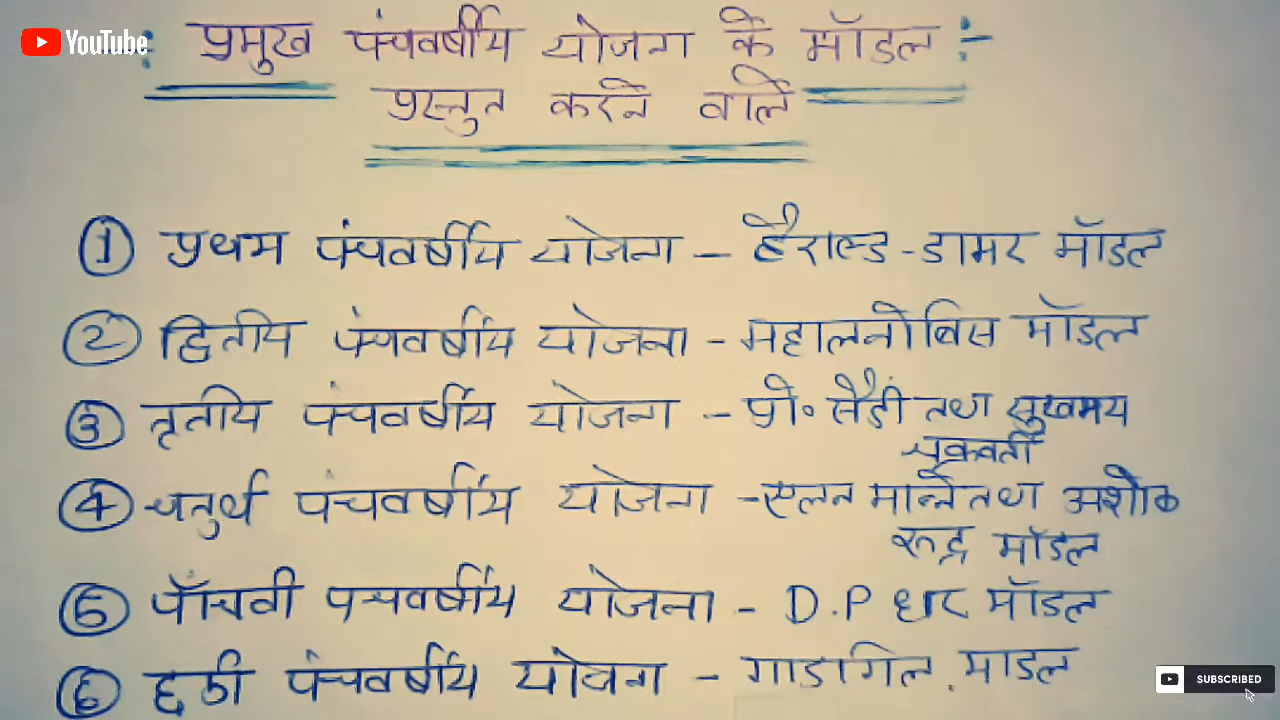 YouTube
: प्रमुख पंचवर्षीय योजना के मॉडल :-
प्रस्तुत करने वाले
① प्रथम पंचवर्षीय योजना - हैराल्ड - डामर मॉडल
② द्वितीय पंचवर्षीय योजना - महालनोबिस मॉडल
③ तृतीय पंचवर्षीय योजना - प्रो० सैडी तथा सुखमय
चक्रवर्ती
④ चतुर्थ पंचवर्षीय योजना - एलन मान्ने तथा अशोक
रूद्र मॉडल
⑤ पाँचवी पंचवर्षीय योजना - D.P धार मॉडल
⑥ छठी पंचवर्षीय योजना - गाडगिल माडल
SUBSCRIBED